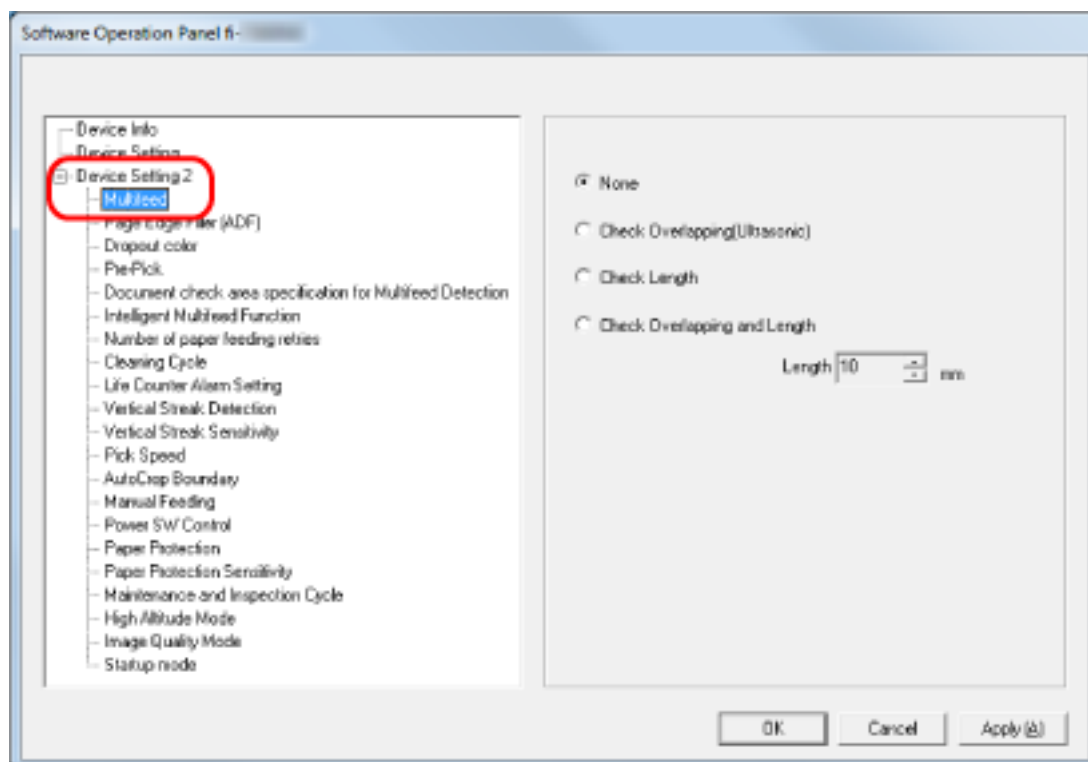 Software Operation Panel fi-
Device Info
Device Setting
Device Setting 2
Multifeed
Page Edge Filler (ADF)
Dropout color
Pre-Pick
Document check area specification for Multifeed Detection
Intelligent Multifeed Function
Number of paper feeding retries
Cleaning Cycle
Life Counter Alarm Setting
Vertical Streak Detection
Vertical Streak Sensitivity
Pick Speed
AutoCrop Boundary
Manual Feeding
Power SW Control
Paper Protection
Paper Protection Sensitivity
Maintenance and Inspection Cycle
High Altitude Mode
Image Quality Mode
Startup mode
None
Check Overlapping(Ultrasonic)
Check Length
Check Overlapping and Length
Length 10 mm
OK Cancel Apply (A)